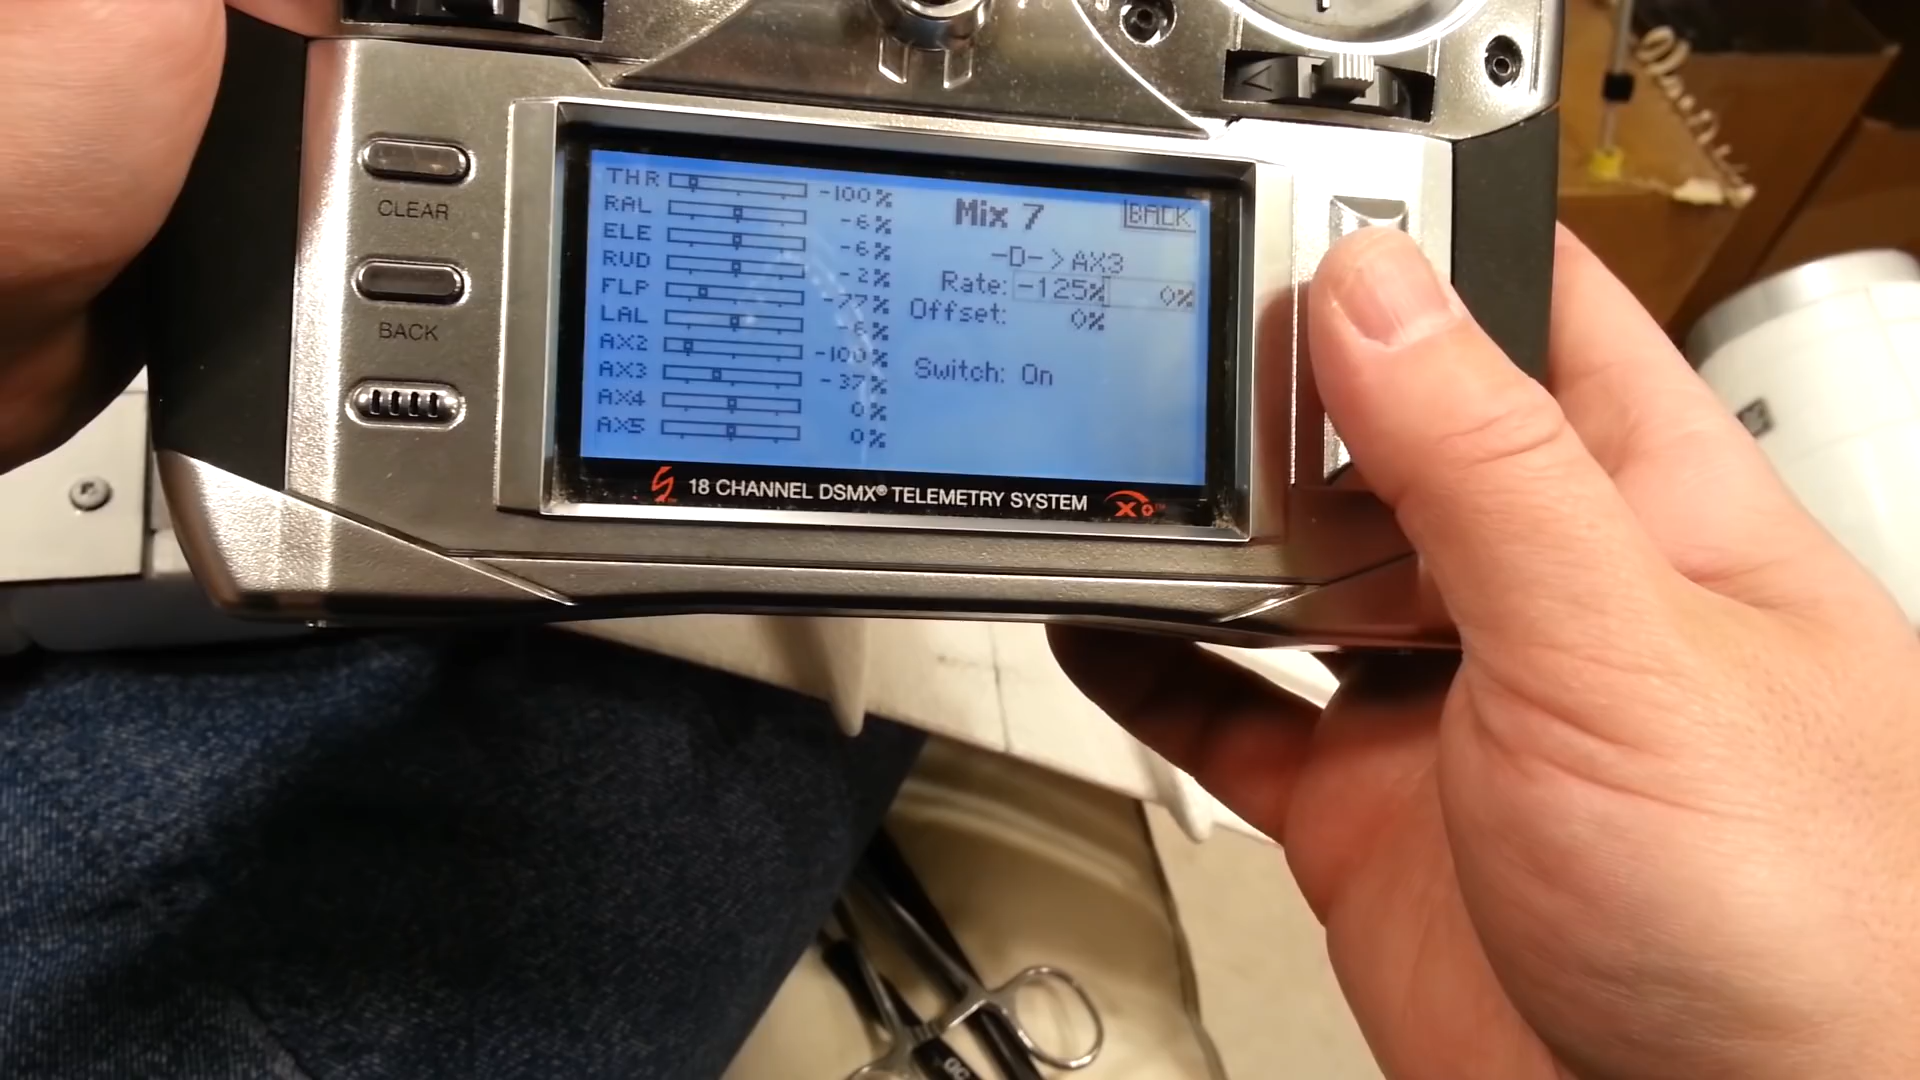 CLEAR
BACK
THR -100%
RAL -6%
ELE -6%
RUD -2%
FLP -77%
LAL -6%
AX2 -100%
AX3 -37%
AX4 0%
AX5 0%
Mix 7 BACK
-D-> AX3
Rate: -125% 0%
Offset: 0%
Switch: On
18 CHANNEL DSMX® TELEMETRY SYSTEM